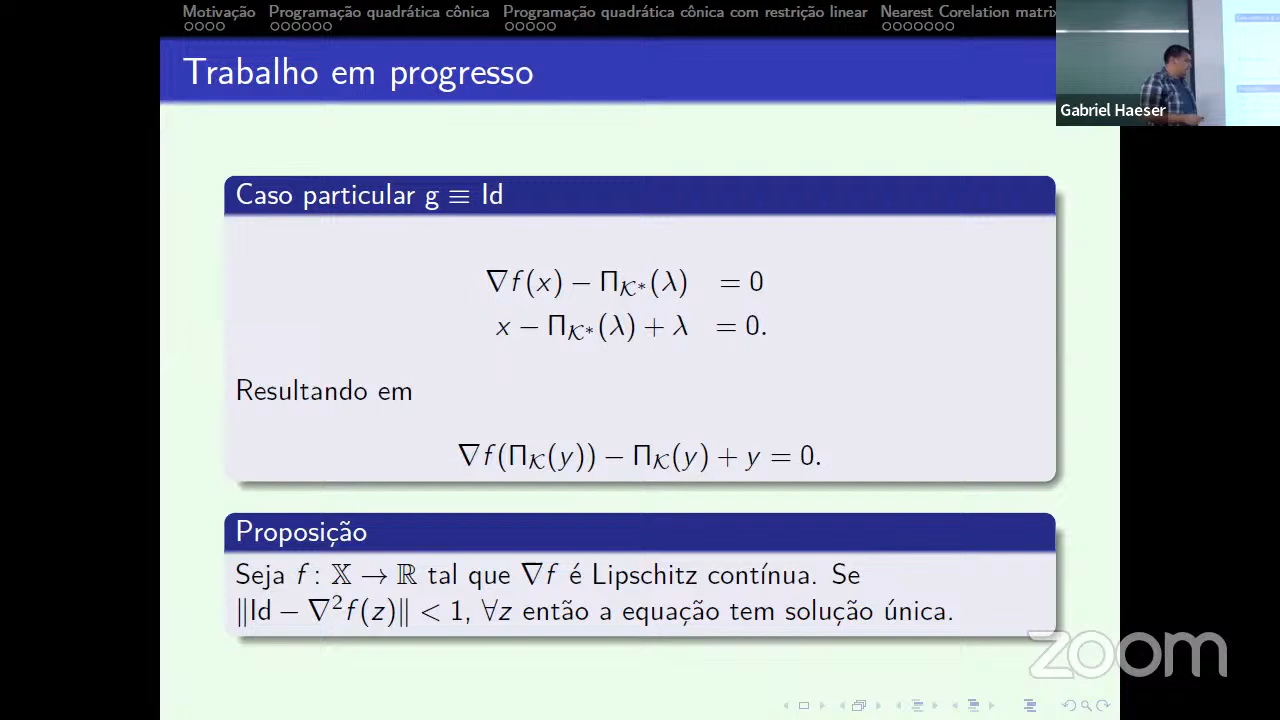 Motivação Programação quadrática cônica Programação quadrática cônica com restrição linear Nearest Corelation matrix
Trabalho em progresso
Gabriel Haeser
Caso particular g ≡ Id
∇f(x) − Π_{𝒦*}(λ) = 0
x − Π_{𝒦*}(λ) + λ = 0.
Resultando em
∇f(Π_𝒦(y)) − Π_𝒦(y) + y = 0.
Proposição
Seja f : 𝕏 → ℝ tal que ∇f é Lipschitz contínua. Se
‖Id − ∇²f(z)‖ < 1, ∀z então a equação tem solução única.
zoom